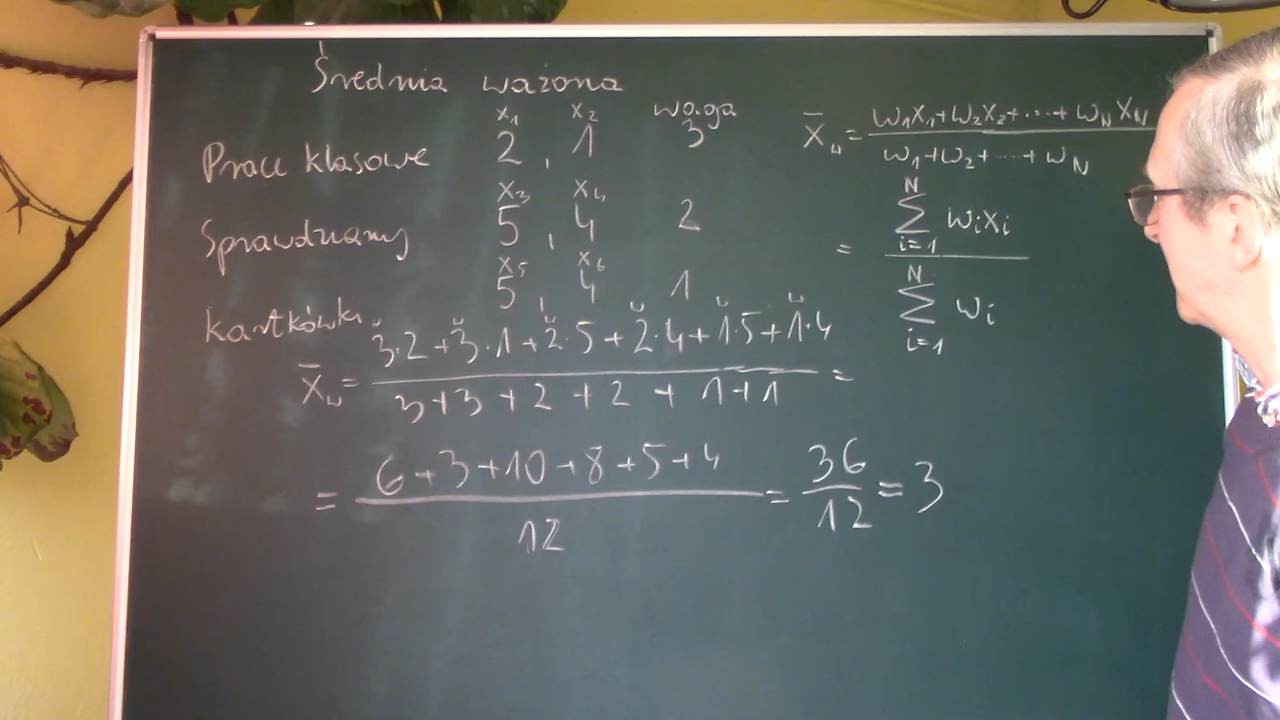 Średnia ważona
x₁ x₂ waga
Prace klasowe 2, 1 3
x₃ x₄
Sprawdziany 5, 4 2
x₅ x₆
Kartkówki 5, 4 1
X̄w = (3·2+3·1+2·5+2·4+1·5+1·4)/(3+3+2+2+1+1) =
= (6+3+10+8+5+4)/12 = 36/12 = 3
X̄w = (w₁x₁+w₂x₂+...+wNxN)/(w₁+w₂+...+wN)
= (∑ᵢ₌₁ᴺ wᵢxᵢ)/(∑ᵢ₌₁ᴺ wᵢ)